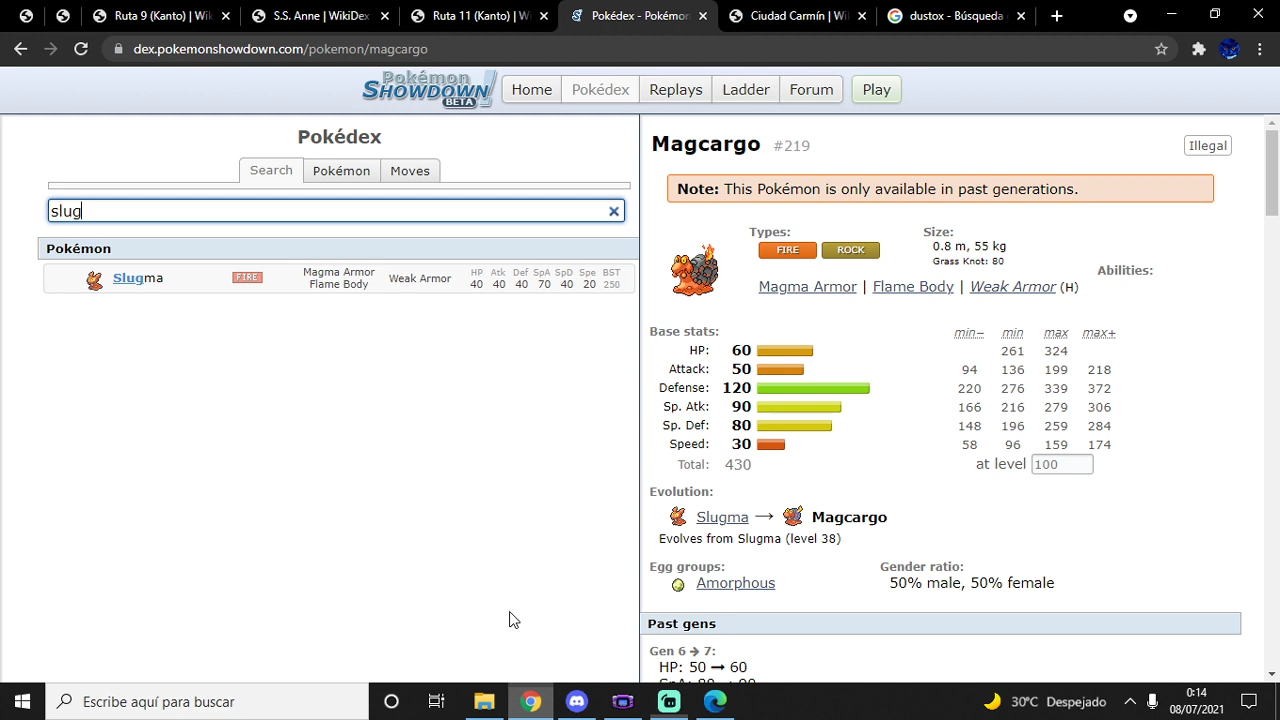 Ruta 9 (Kanto) | Wik
S.S. Anne | WikiDex
Ruta 11 (Kanto) | W
Pokédex - Pokémon
Ciudad Carmín | Wi
dustox - Búsqueda
dex.pokemonshowdown.com/pokemon/magcargo
Pokémon SHOWDOWN! BETA
Home Pokédex Replays Ladder Forum Play
Pokédex
Search Pokémon Moves
slug
Pokémon
Slugma FIRE Magma Armor Flame Body Weak Armor HP 40 Atk 40 Def 40 SpA 70 SpD 40 Spe 20 BST 250
Magcargo #219 Illegal
Note: This Pokémon is only available in past generations.
Types: Size:
FIRE ROCK 0.8 m, 55 kg
Grass Knot: 80
Abilities:
Magma Armor | Flame Body | Weak Armor (H)
Base stats: min− min max max+
HP: 60 261 324
Attack: 50 94 136 199 218
Defense: 120 220 276 339 372
Sp. Atk: 90 166 216 279 306
Sp. Def: 80 148 196 259 284
Speed: 30 58 96 159 174
Total: 430 at level 100
Evolution:
Slugma → Magcargo
Evolves from Slugma (level 38)
Egg groups: Gender ratio:
Amorphous 50% male, 50% female
Past gens
Gen 6 → 7:
HP: 50 → 60
Escribe aquí para buscar
30°C Despejado
0:14
08/07/2021